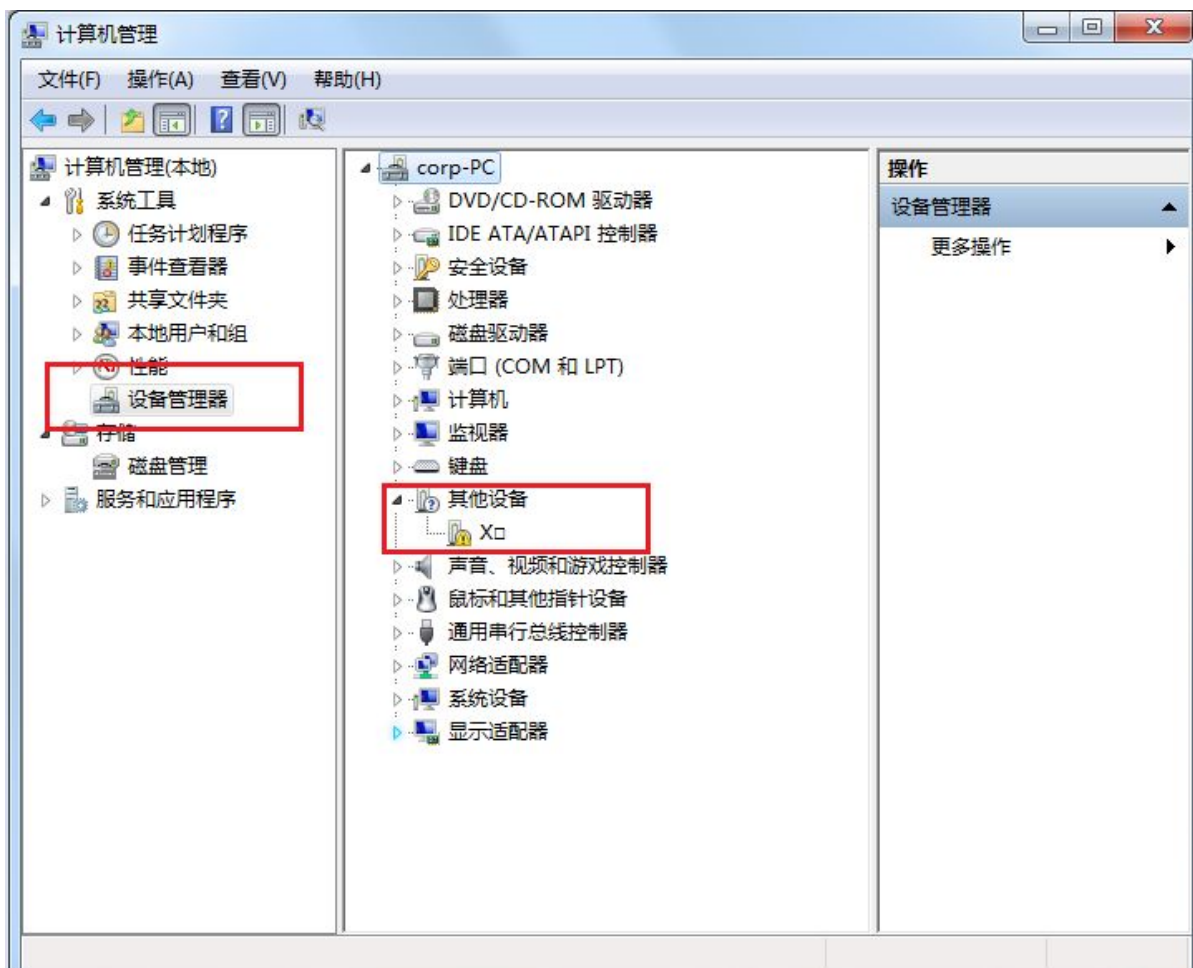 计算机管理
文件(F) 操作(A) 查看(V) 帮助(H)
计算机管理(本地)
系统工具
任务计划程序
事件查看器
共享文件夹
本地用户和组
性能
设备管理器
存储
磁盘管理
服务和应用程序
corp-PC
DVD/CD-ROM 驱动器
IDE ATA/ATAPI 控制器
安全设备
处理器
磁盘驱动器
端口 (COM 和 LPT)
计算机
监视器
键盘
其他设备
X□
声音、视频和游戏控制器
鼠标和其他指针设备
通用串行总线控制器
网络适配器
系统设备
显示适配器
操作
设备管理器
更多操作